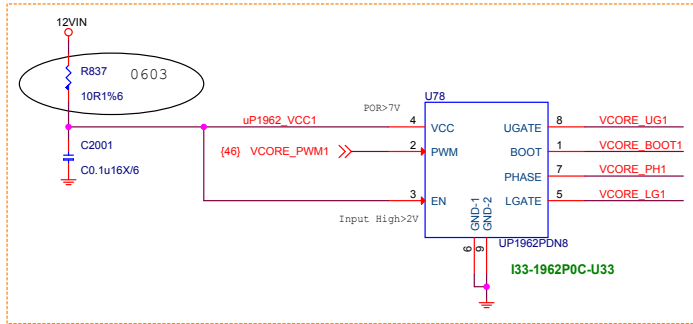 12VIN
R837
0603
10R1%6
U78
POR>7V
uP1962_VCC1
4
VCC
UGATE
8
VCORE_UG1
C2001
C0.1u16X/6
{46} VCORE_PWM1
2
PWM
BOOT
1
VCORE_BOOT1
PHASE
7
VCORE_PH1
3
EN
LGATE
5
VCORE_LG1
Input High>2V
GND-1
GND-2
6
9
UP1962PDN8
I33-1962P0C-U33